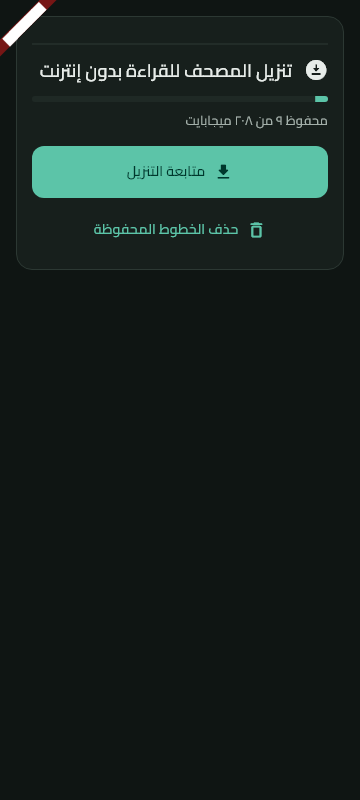 تنزيل المصحف للقراءة بدون إنترنت
محفوظ ٩ من ٢٠٨ ميجابايت
متابعة التنزيل
حذف الخطوط المحفوظة